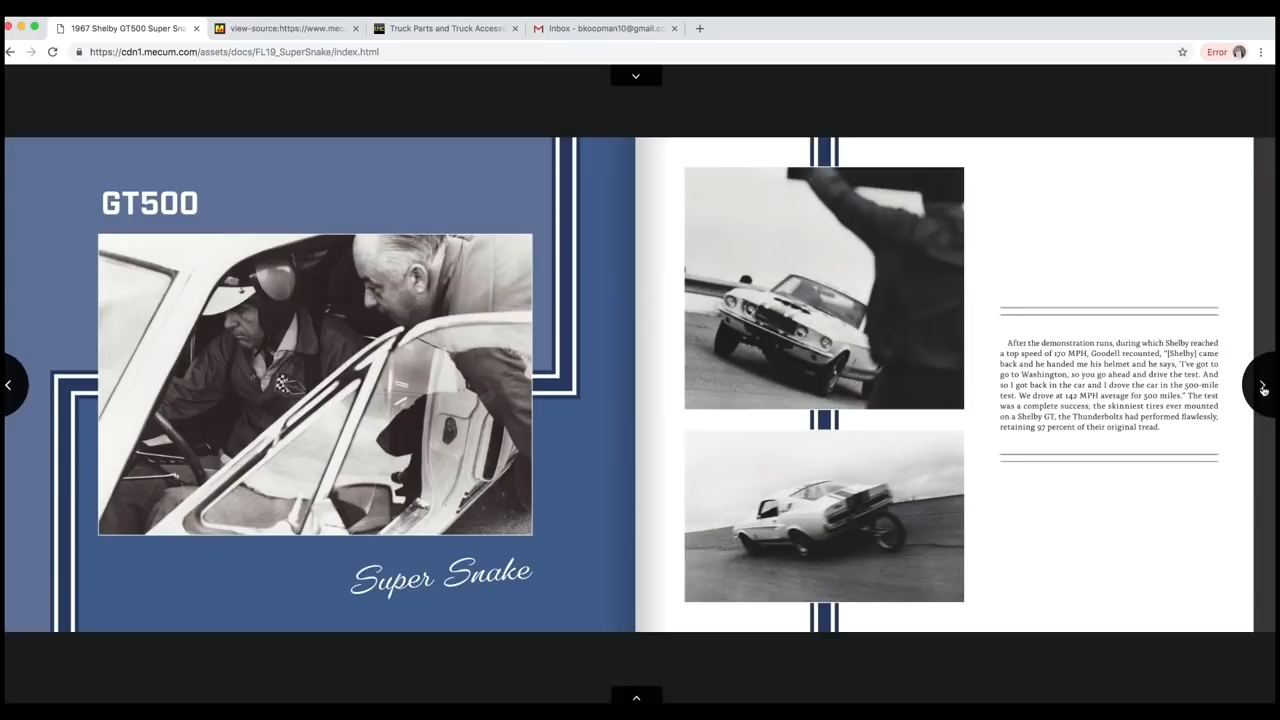 1967 Shelby GT500 Super Sna
view-source:https://www.mec
Truck Parts and Truck Access
Inbox - bkoopman10@gmail.c
https://cdn1.mecum.com/assets/docs/FL19_SuperSnake/index.html
Error
GT500
Super Snake
After the demonstration runs, during which Shelby reached
a top speed of 170 MPH, Goodell recounted, "[Shelby] came
back and he handed me his helmet and he says, 'I've got to
go to Washington, so you go ahead and drive the test. And
so I got back in the car and I drove the car in the 500-mile
test. We drove at 142 MPH average for 500 miles." The test
was a complete success; the skinniest tires ever mounted
on a Shelby GT, the Thunderbolts had performed flawlessly,
retaining 97 percent of their original tread.